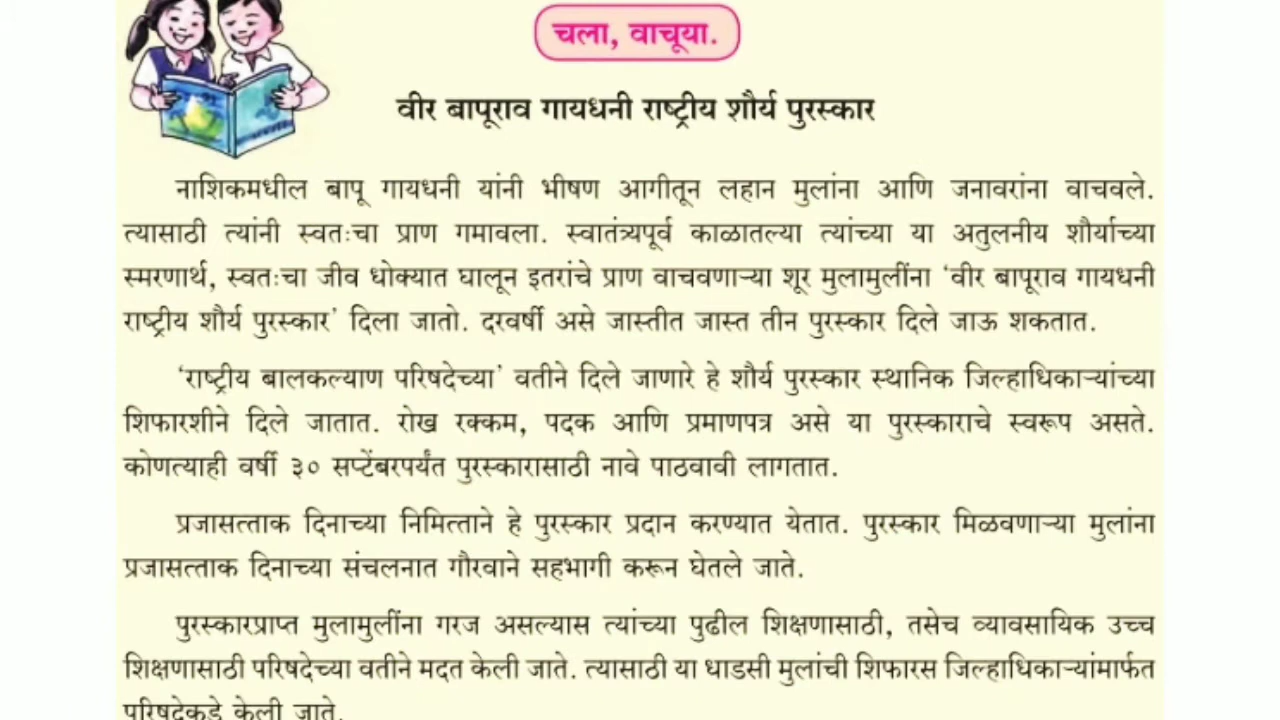 चला, वाचूया.
वीर बापूराव गायधनी राष्ट्रीय शौर्य पुरस्कार
नाशिकमधील बापू गायधनी यांनी भीषण आगीतून लहान मुलांना आणि जनावरांना वाचवले.
त्यासाठी त्यांनी स्वतःचा प्राण गमावला. स्वातंत्र्यपूर्व काळातल्या त्यांच्या या अतुलनीय शौर्याच्या
स्मरणार्थ, स्वतःचा जीव धोक्यात घालून इतरांचे प्राण वाचवणाऱ्या शूर मुलामुलींना ‘वीर बापूराव गायधनी
राष्ट्रीय शौर्य पुरस्कार’ दिला जातो. दरवर्षी असे जास्तीत जास्त तीन पुरस्कार दिले जाऊ शकतात.
‘राष्ट्रीय बालकल्याण परिषदेच्या’ वतीने दिले जाणारे हे शौर्य पुरस्कार स्थानिक जिल्हाधिकाऱ्यांच्या
शिफारशीने दिले जातात. रोख रक्कम, पदक आणि प्रमाणपत्र असे या पुरस्काराचे स्वरूप असते.
कोणत्याही वर्षी ३० सप्टेंबरपर्यंत पुरस्कारासाठी नावे पाठवावी लागतात.
प्रजासत्ताक दिनाच्या निमित्ताने हे पुरस्कार प्रदान करण्यात येतात. पुरस्कार मिळवणाऱ्या मुलांना
प्रजासत्ताक दिनाच्या संचलनात गौरवाने सहभागी करून घेतले जाते.
पुरस्कारप्राप्त मुलामुलींना गरज असल्यास त्यांच्या पुढील शिक्षणासाठी, तसेच व्यावसायिक उच्च
शिक्षणासाठी परिषदेच्या वतीने मदत केली जाते. त्यासाठी या धाडसी मुलांची शिफारस जिल्हाधिकाऱ्यांमार्फत
परिषदेकडे केली जाते.